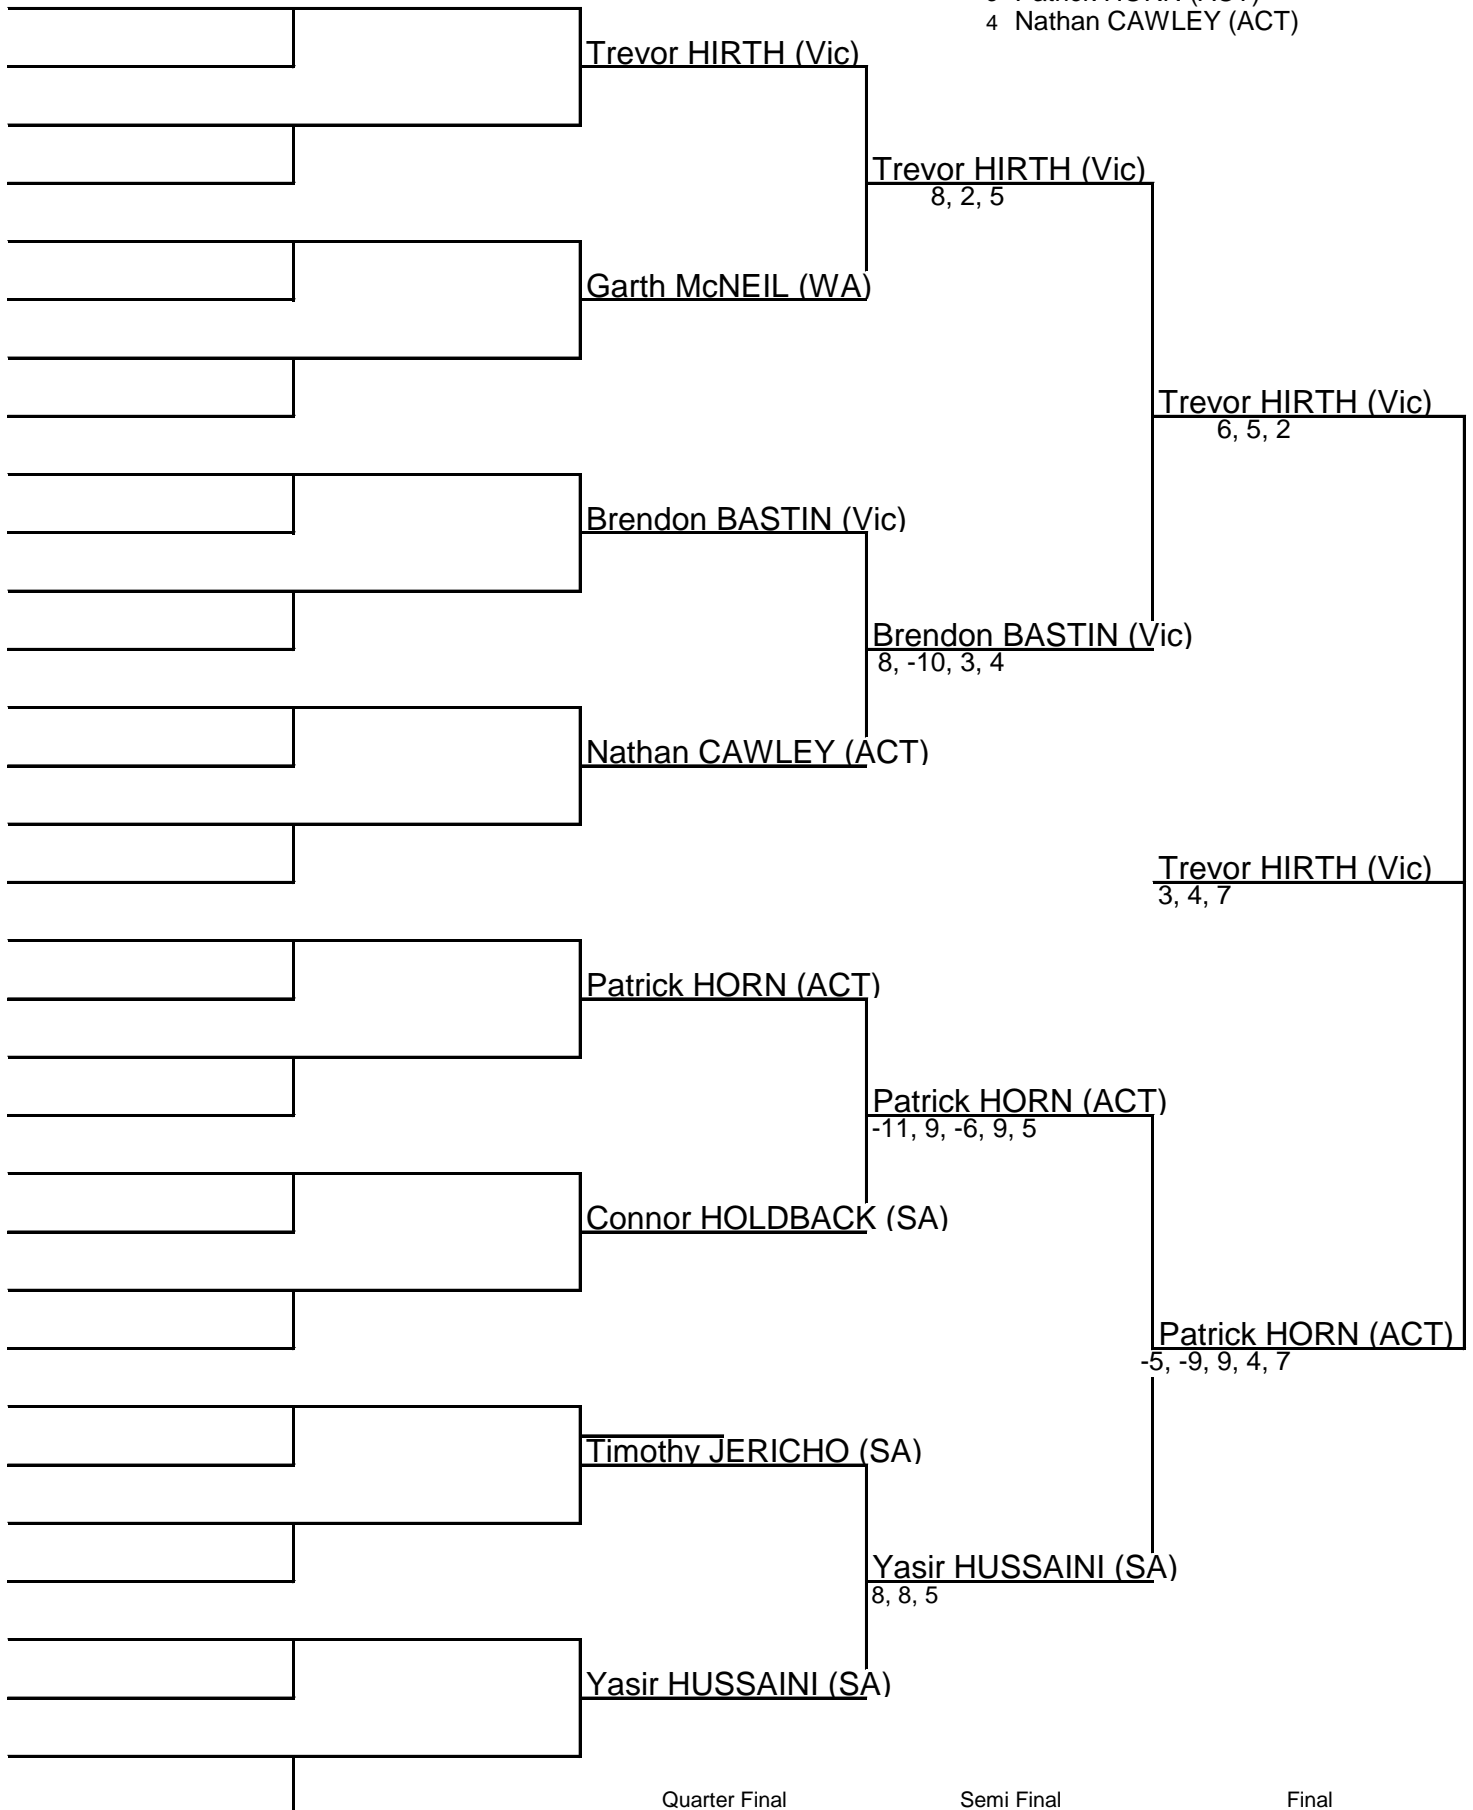 4 Nathan CAWLEY (ACT)
Trevor HIRTH (Vic)
Trevor HIRTH (Vic)
8, 2, 5
Garth McNEIL (WA)
Trevor HIRTH (Vic)
6, 5, 2
Brendon BASTIN (Vic)
Brendon BASTIN (Vic)
8, -10, 3, 4
Nathan CAWLEY (ACT)
Trevor HIRTH (Vic)
3, 4, 7
Patrick HORN (ACT)
Patrick HORN (ACT)
-11, 9, -6, 9, 5
Connor HOLDBACK (SA)
Patrick HORN (ACT)
-5, -9, 9, 4, 7
Timothy JERICHO (SA)
Yasir HUSSAINI (SA)
8, 8, 5
Yasir HUSSAINI (SA)
Quarter Final Semi Final Final